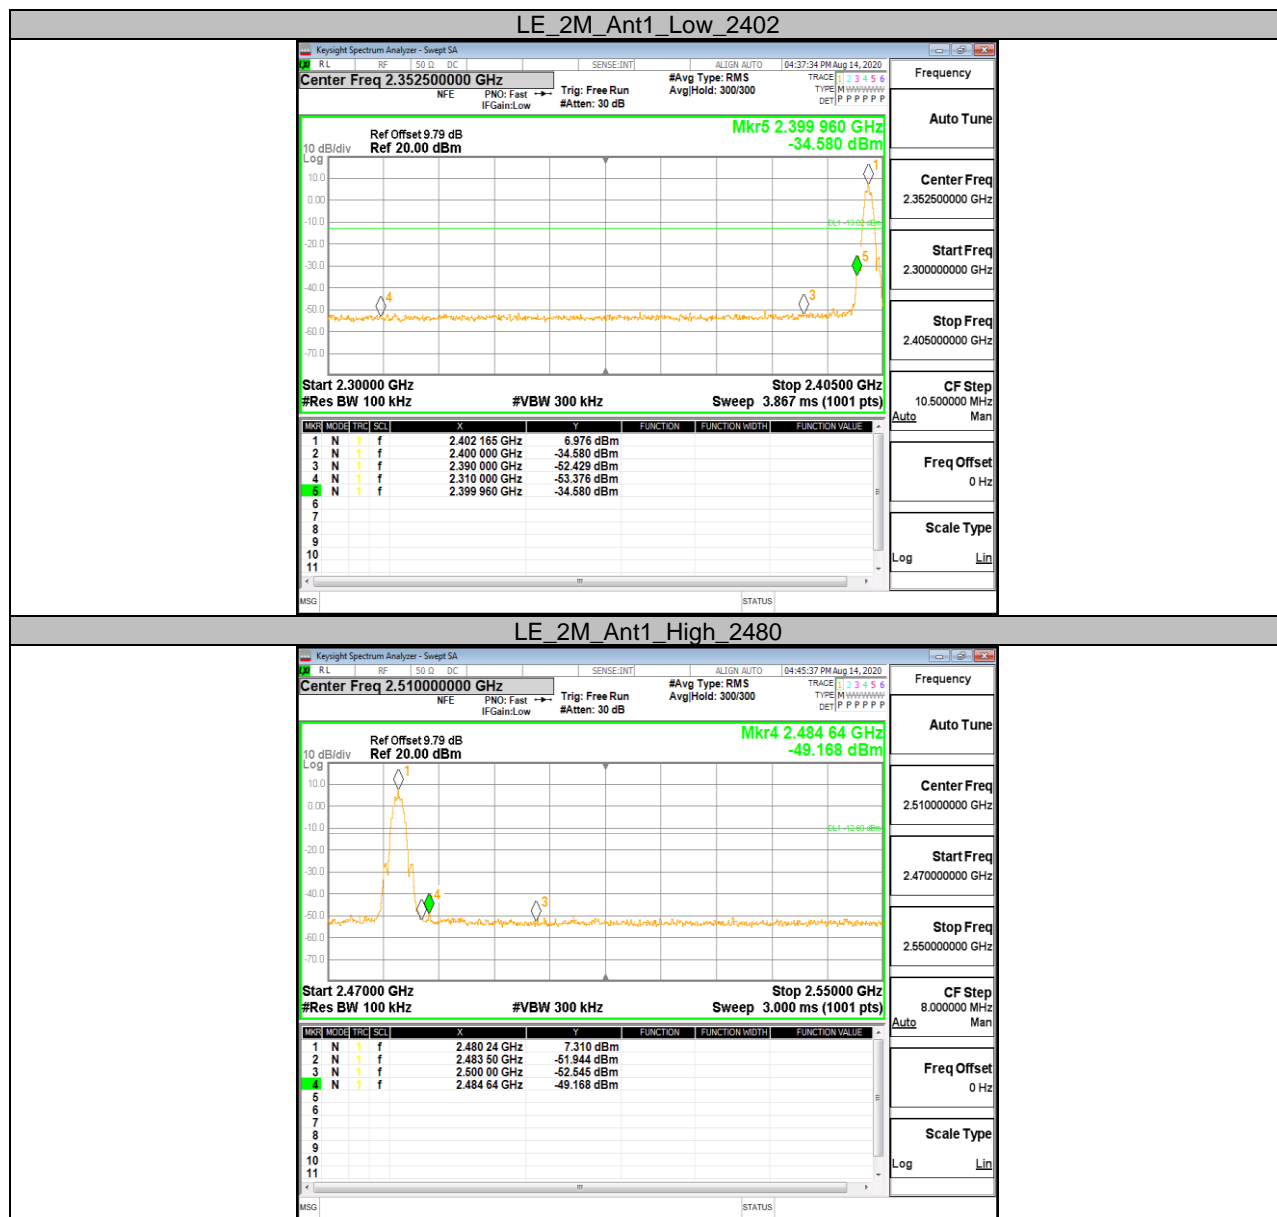 LE_2M_Ant1_Low_2402
Keysight Spectrum Analyzer - Swept SA
RL RF 50 Ω DC SENSE:INT ALIGN AUTO 04:37:34 PM Aug 14, 2020
Center Freq 2.352500000 GHz #Avg Type: RMS TRACE 1 2 3 4 5 6
NFE PNO: Fast Trig: Free Run Avg|Hold: 300/300 TYPE M WWWWW
IFGain:Low #Atten: 30 dB DET P P P P P P
Frequency
Auto Tune
Center Freq
2.352500000 GHz
Start Freq
2.300000000 GHz
Stop Freq
2.405000000 GHz
CF Step
10.500000 MHz
Auto Man
Freq Offset
0 Hz
Scale Type
Log Lin
Mkr5 2.399 960 GHz
-34.580 dBm
Ref Offset 9.79 dB
10 dB/div Ref 20.00 dBm
Log
10.0
0.00
-10.0
-20.0
-30.0
-40.0
-50.0
-60.0
-70.0
DL1 -13.02 dBm
1
5
3
4
Start 2.30000 GHz Stop 2.40500 GHz
#Res BW 100 kHz #VBW 300 kHz Sweep 3.867 ms (1001 pts)
MKR MODE TRC SCL X Y FUNCTION FUNCTION WIDTH FUNCTION VALUE
1 N 1 f 2.402 165 GHz 6.976 dBm
2 N 1 f 2.400 000 GHz -34.580 dBm
3 N 1 f 2.390 000 GHz -52.429 dBm
4 N 1 f 2.310 000 GHz -53.376 dBm
5 N 1 f 2.399 960 GHz -34.580 dBm
6
7
8
9
10
11
MSG STATUS
LE_2M_Ant1_High_2480
Keysight Spectrum Analyzer - Swept SA
RL RF 50 Ω DC SENSE:INT ALIGN AUTO 04:45:37 PM Aug 14, 2020
Center Freq 2.510000000 GHz #Avg Type: RMS TRACE 1 2 3 4 5 6
NFE PNO: Fast Trig: Free Run Avg|Hold: 300/300 TYPE M WWWWW
IFGain:Low #Atten: 30 dB DET P P P P P P
Frequency
Auto Tune
Center Freq
2.510000000 GHz
Start Freq
2.470000000 GHz
Stop Freq
2.550000000 GHz
CF Step
8.000000 MHz
Auto Man
Freq Offset
0 Hz
Scale Type
Log Lin
Mkr4 2.484 64 GHz
-49.168 dBm
Ref Offset 9.79 dB
10 dB/div Ref 20.00 dBm
Log
10.0
0.00
-10.0
-20.0
-30.0
-40.0
-50.0
-60.0
-70.0
DL1 -12.69 dBm
1
4
3
Start 2.47000 GHz Stop 2.55000 GHz
#Res BW 100 kHz #VBW 300 kHz Sweep 3.000 ms (1001 pts)
MKR MODE TRC SCL X Y FUNCTION FUNCTION WIDTH FUNCTION VALUE
1 N 1 f 2.480 24 GHz 7.310 dBm
2 N 1 f 2.483 50 GHz -51.944 dBm
3 N 1 f 2.500 00 GHz -52.545 dBm
4 N 1 f 2.484 64 GHz -49.168 dBm
5
6
7
8
9
10
11
MSG STATUS